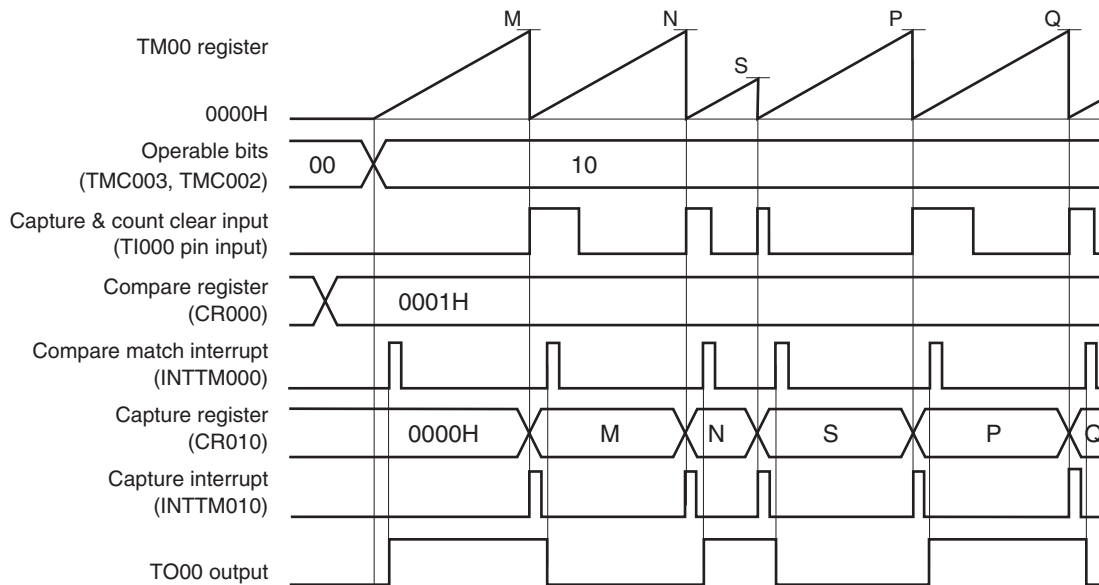 M N S P Q
TM00 register
0000H
Operable bits
(TMC003, TMC002)
00 10
Capture & count clear input
(TI000 pin input)
Compare register
(CR000)
0001H
Compare match interrupt
(INTTM000)
Capture register
(CR010)
0000H M N S P Q
Capture interrupt
(INTTM010)
TO00 output